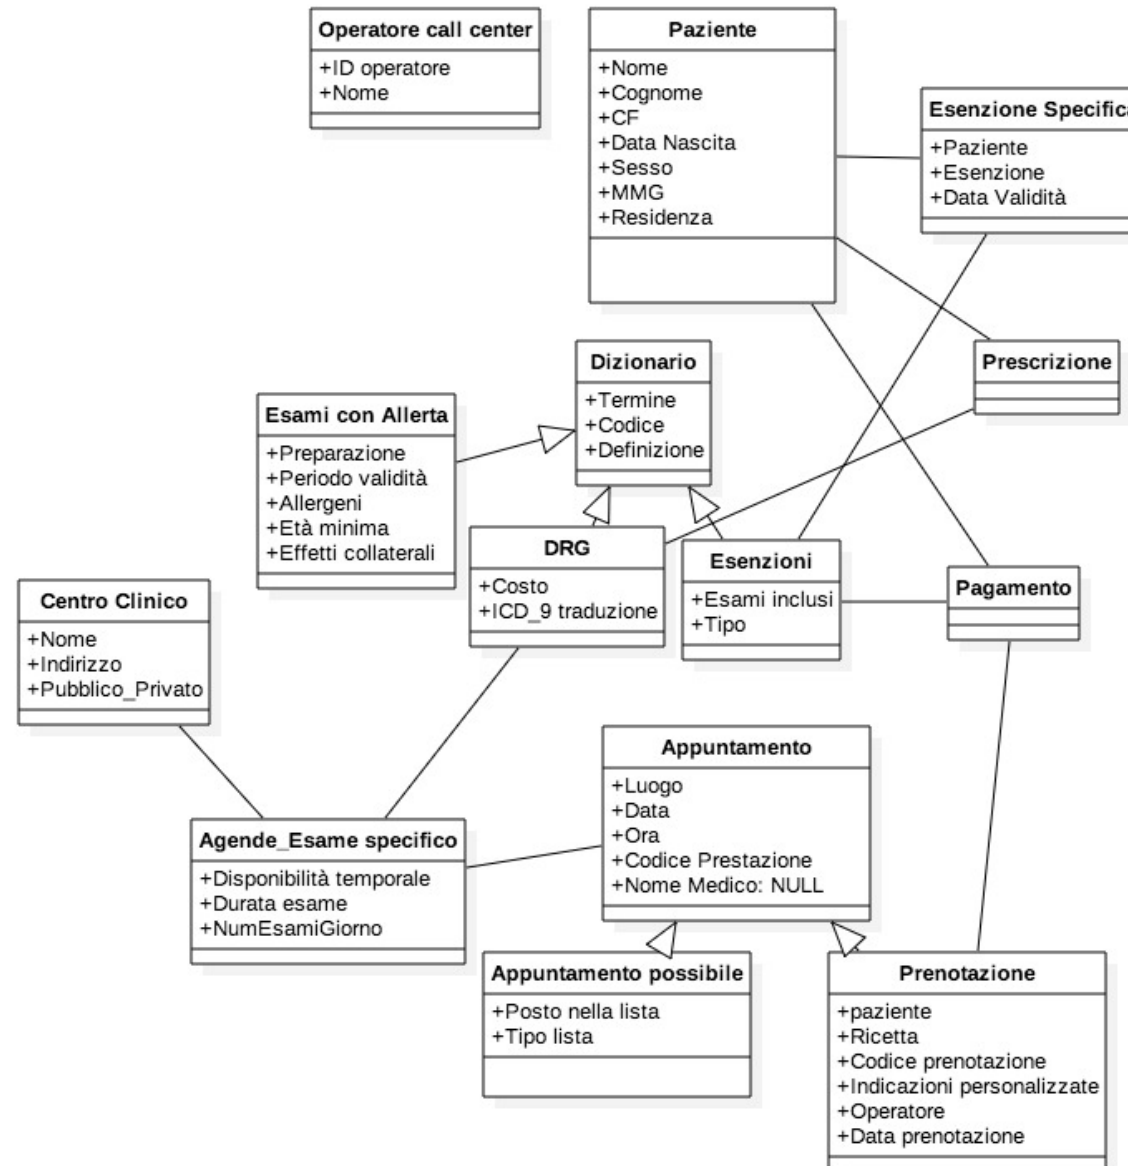 Operatore call center
+ID operatore
+Nome
Paziente
+Nome
+Cognome
+CF
+Data Nascita
+Sesso
+MMG
+Residenza
Esenzione Specifica
+Paziente
+Esenzione
+Data Validità
Dizionario
+Termine
+Codice
+Definizione
Prescrizione
Esami con Allerta
+Preparazione
+Periodo validità
+Allergeni
+Età minima
+Effetti collaterali
DRG
+Costo
+ICD_9 traduzione
Esenzioni
+Esami inclusi
+Tipo
Pagamento
Centro Clinico
+Nome
+Indirizzo
+Pubblico_Privato
Appuntamento
+Luogo
+Data
+Ora
+Codice Prestazione
+Nome Medico: NULL
Agende_Esame specifico
+Disponibilità temporale
+Durata esame
+NumEsamiGiorno
Appuntamento possibile
+Posto nella lista
+Tipo lista
Prenotazione
+paziente
+Ricetta
+Codice prenotazione
+Indicazioni personalizzate
+Operatore
+Data prenotazione